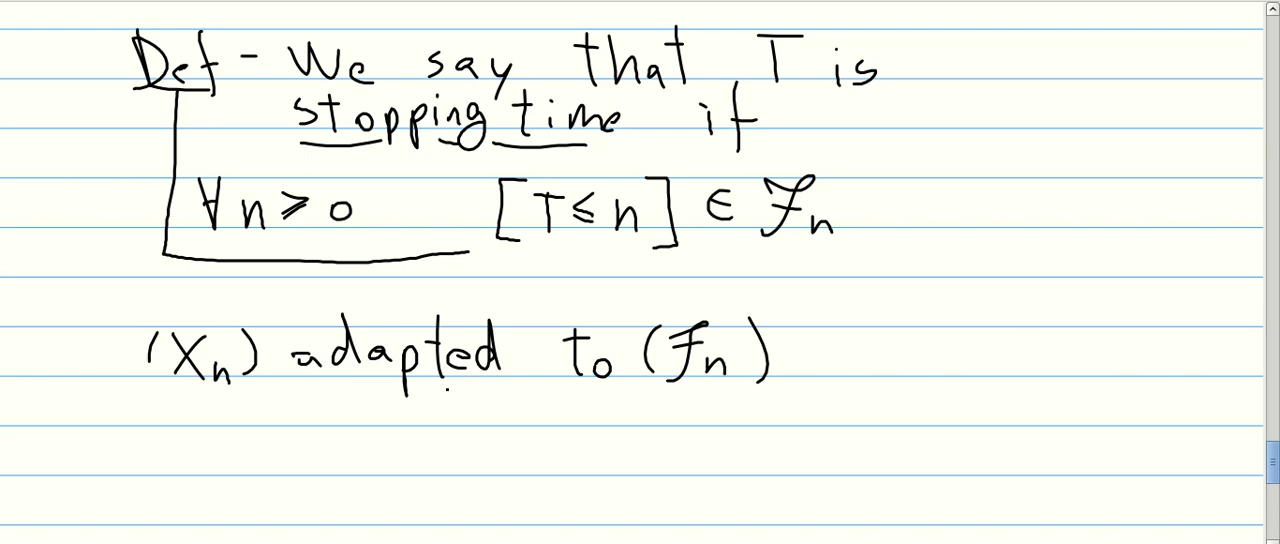 Def - We say that T is
stopping time if
∀ n ⩾ 0 [T ≤ n] ∈ ℱₙ
(Xₙ) adapted to (ℱₙ)